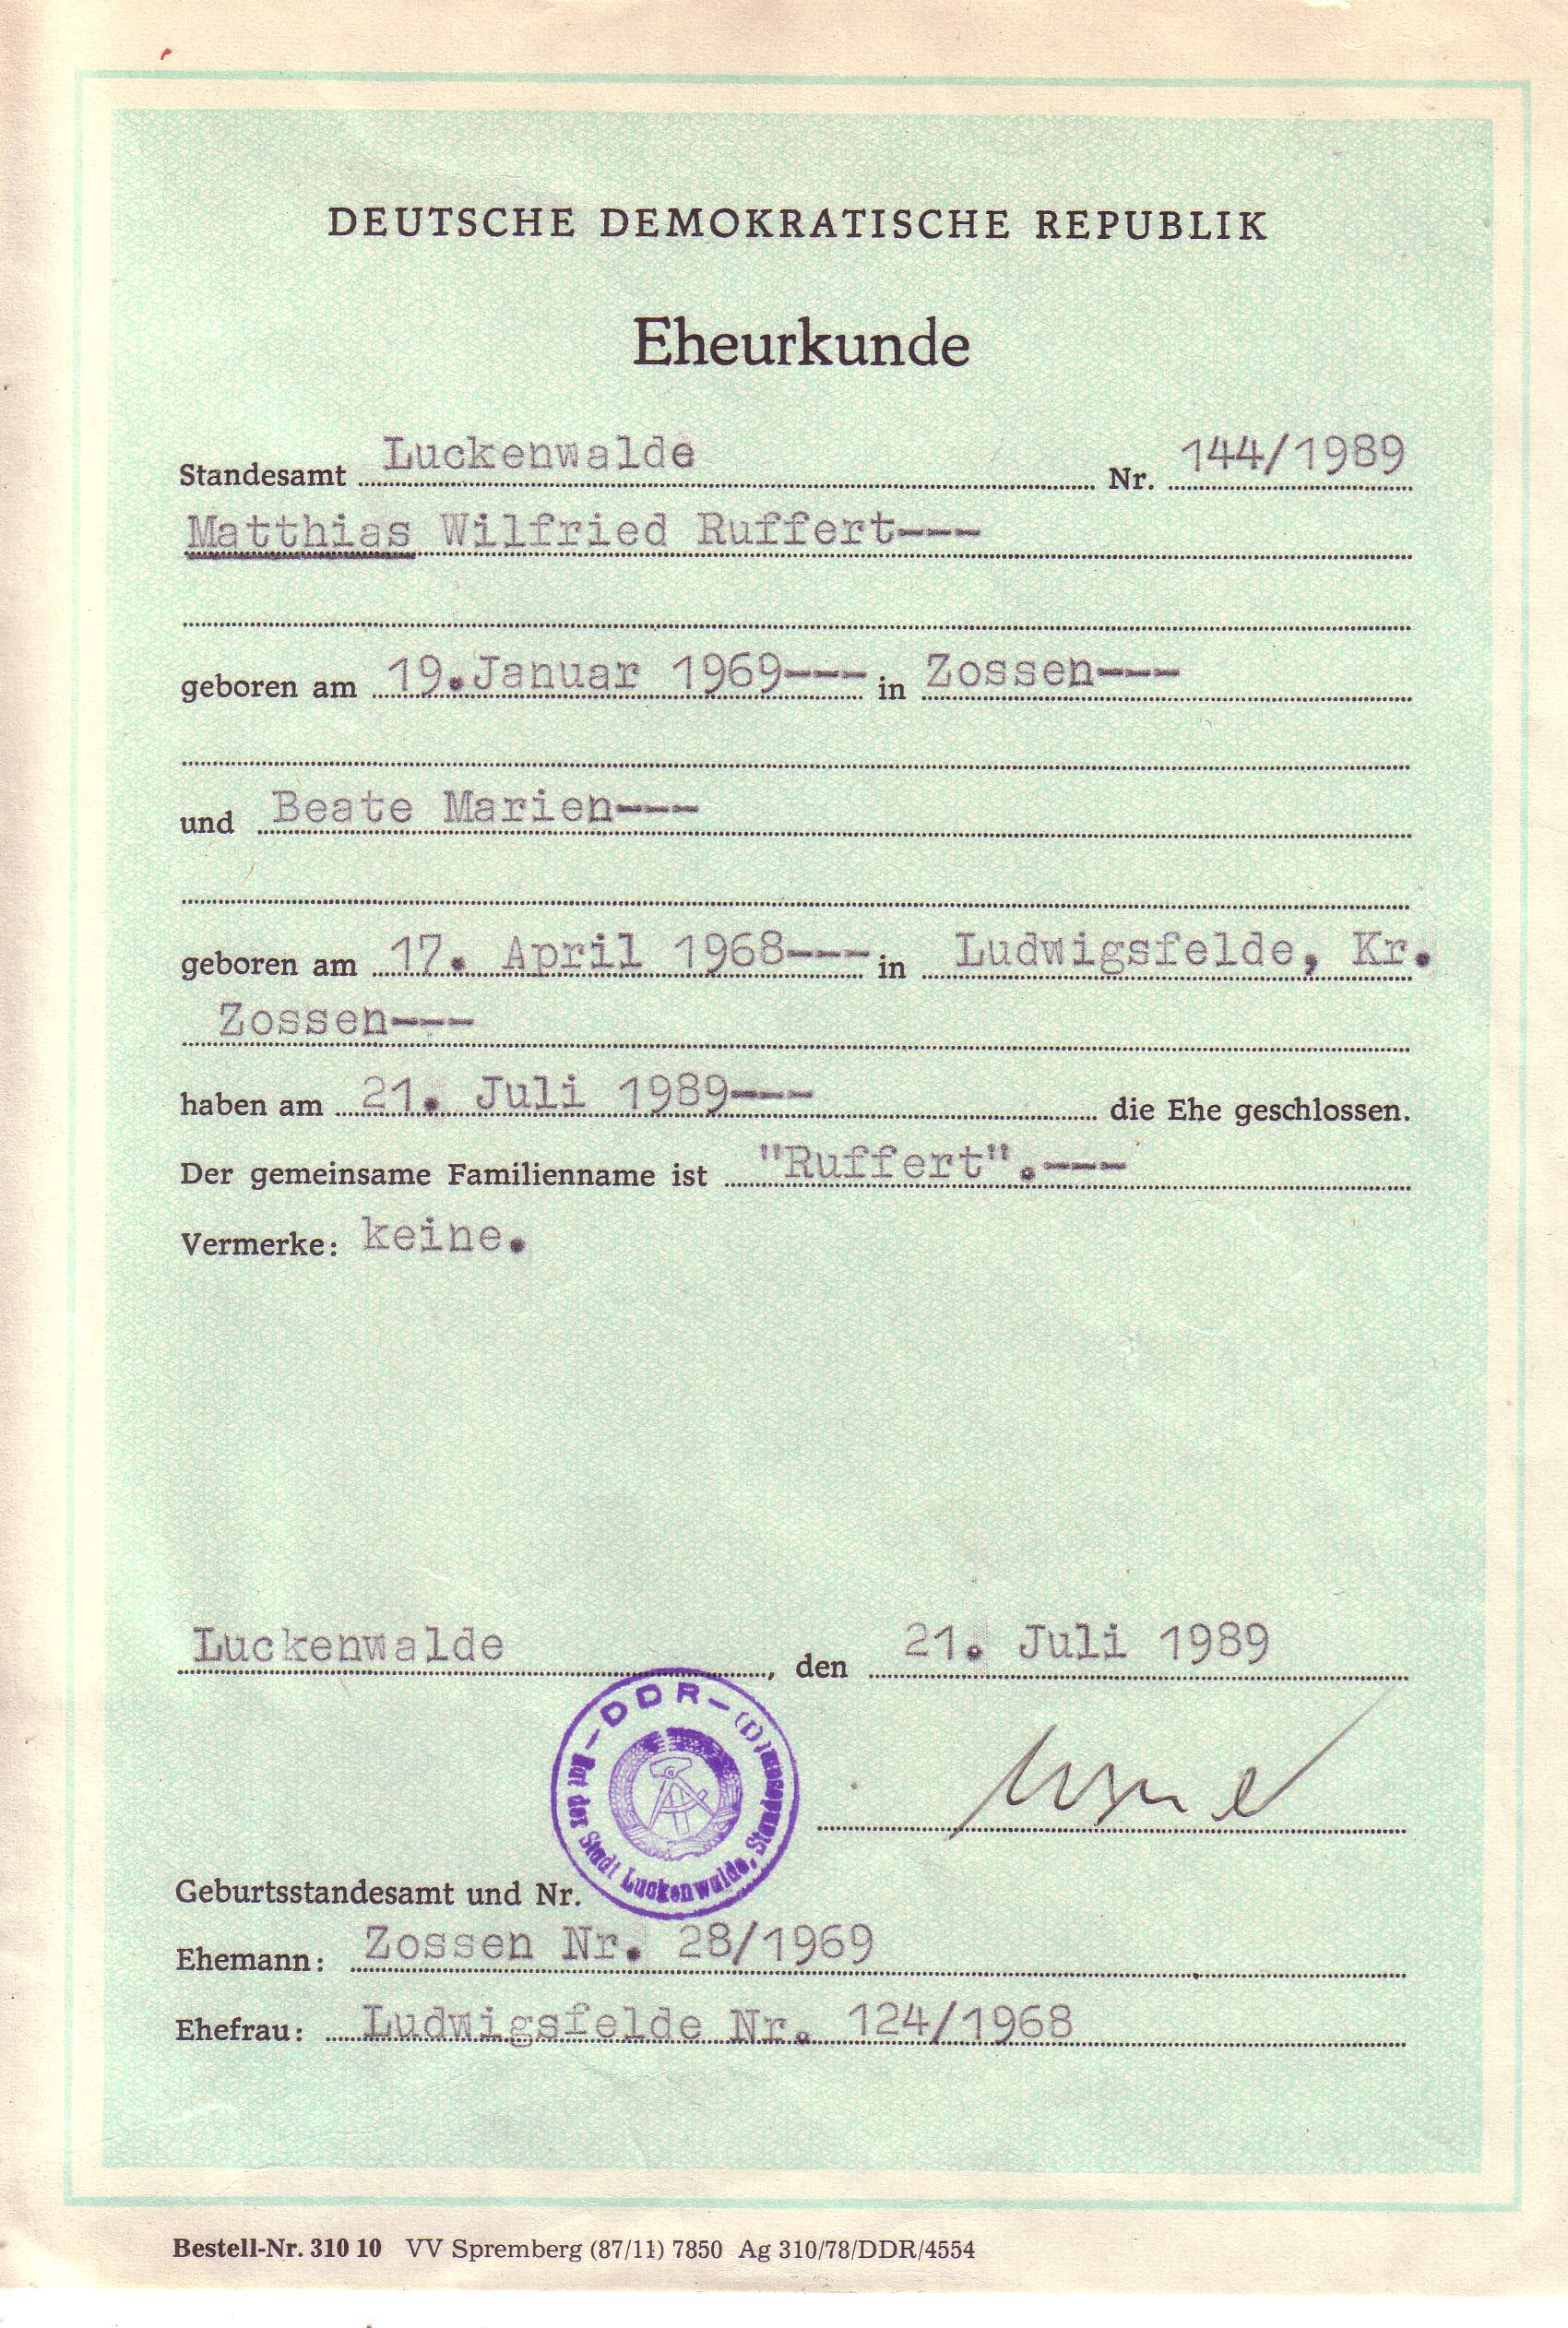 DEUTSCHE DEMOKRATISCHE REPUBLIK
Eheurkunde
Standesamt Luckenwalde Nr. 144/1989
Matthias Wilfried Ruffert---
geboren am 19.Januar 1969--- in Zossen---
und Beate Marien---
geboren am 17. April 1968--- in Ludwigsfelde, Kr.
Zossen---
haben am 21. Juli 1989--- die Ehe geschlossen.
Der gemeinsame Familienname ist "Ruffert".---
Vermerke: keine.
Luckenwalde, den 21. Juli 1989
-DDR-
Rat der Stadt Luckenwalde, Standesamt (1)
Geburtsstandesamt und Nr.
Ehemann: Zossen Nr. 28/1969
Ehefrau: Ludwigsfelde Nr. 124/1968
Bestell-Nr. 310 10 VV Spremberg (87/11) 7850 Ag 310/78/DDR/4554